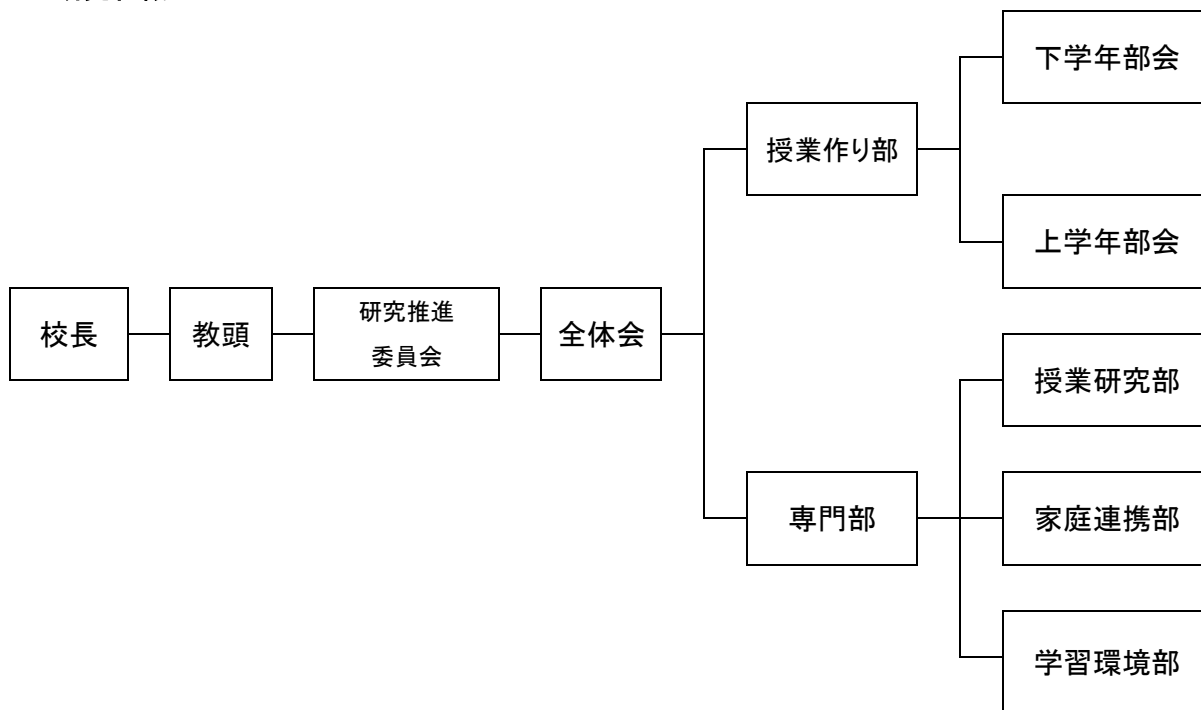 下学年部会
授業作り部
上学年部会
校長
教頭
研究推進
委員会
全体会
授業研究部
専門部
家庭連携部
学習環境部